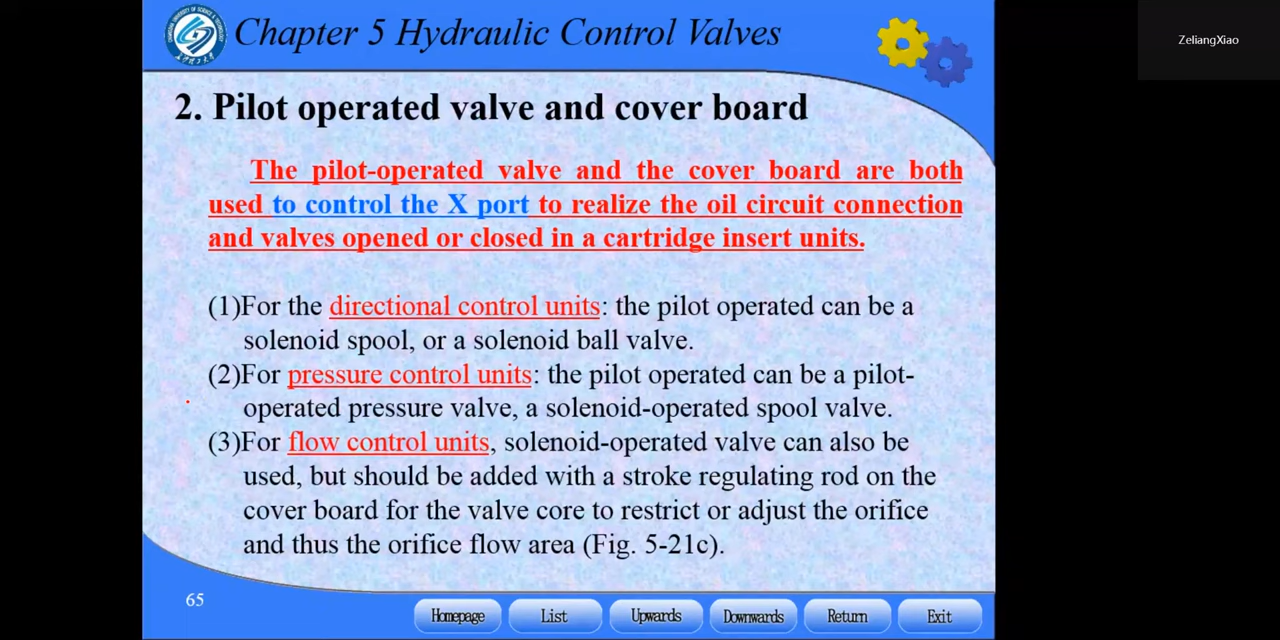 Chapter 5 Hydraulic Control Valves
ZeliangXiao
2. Pilot operated valve and cover board
The pilot-operated valve and the cover board are both
used to control the X port to realize the oil circuit connection
and valves opened or closed in a cartridge insert units.
(1)For the directional control units: the pilot operated can be a
solenoid spool, or a solenoid ball valve.
(2)For pressure control units: the pilot operated can be a pilot-
operated pressure valve, a solenoid-operated spool valve.
(3)For flow control units, solenoid-operated valve can also be
used, but should be added with a stroke regulating rod on the
cover board for the valve core to restrict or adjust the orifice
and thus the orifice flow area (Fig. 5-21c).
65
Homepage List Upwards Downwards Return Exit